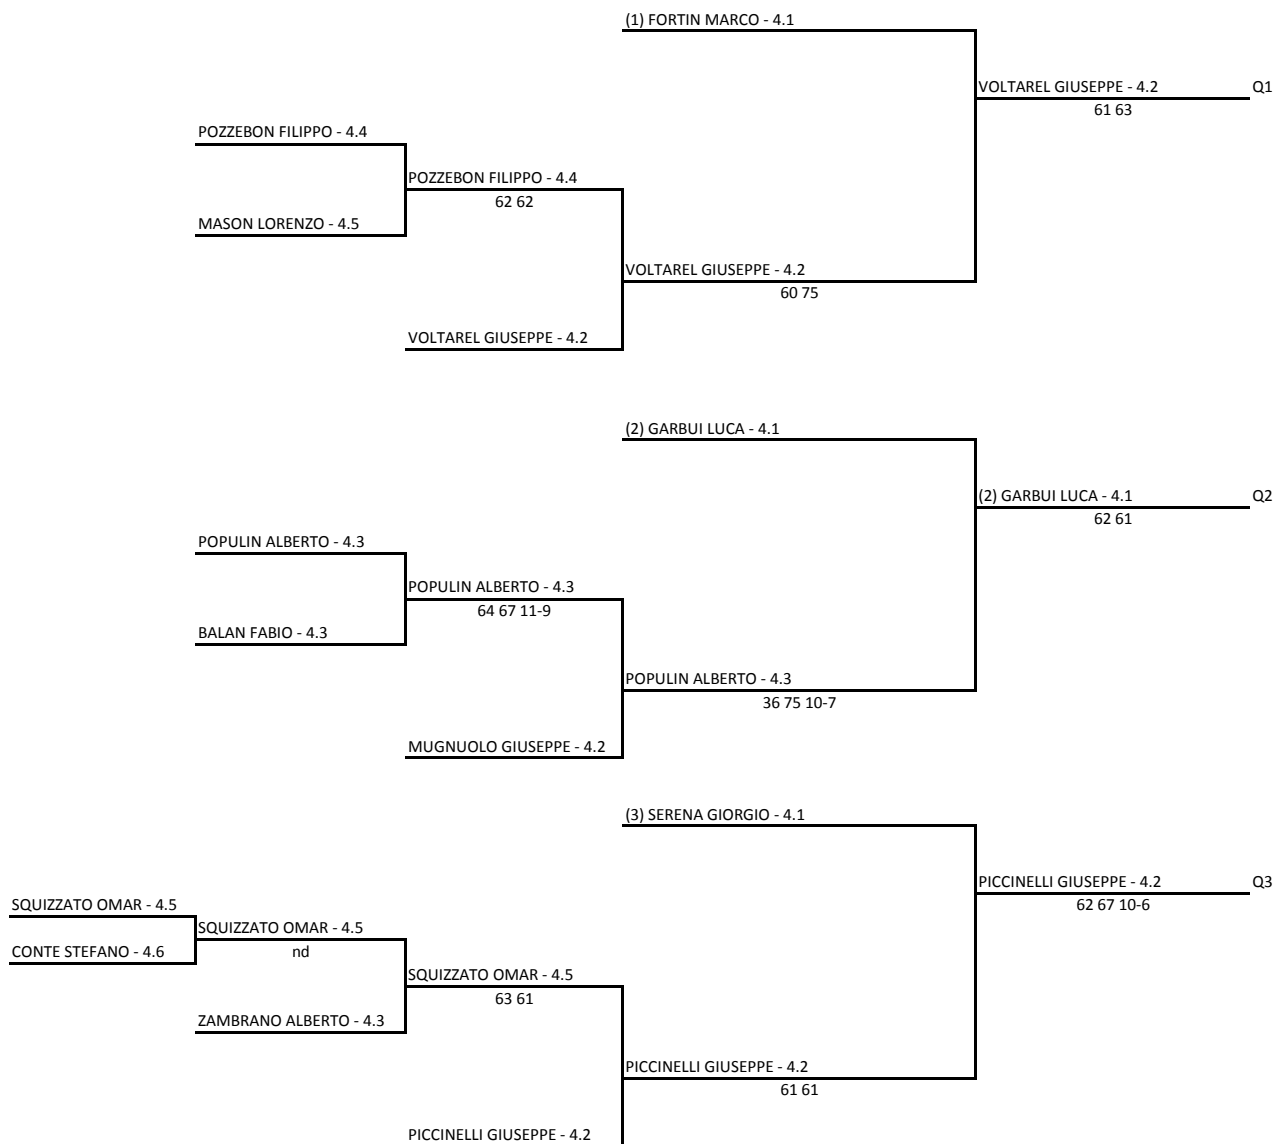 (1) FORTIN MARCO - 4.1
VOLTAREL GIUSEPPE - 4.2 Q1
61 63
POZZEBON FILIPPO - 4.4
POZZEBON FILIPPO - 4.4
62 62
MASON LORENZO - 4.5
VOLTAREL GIUSEPPE - 4.2
60 75
VOLTAREL GIUSEPPE - 4.2
(2) GARBUI LUCA - 4.1
(2) GARBUI LUCA - 4.1 Q2
62 61
POPULIN ALBERTO - 4.3
POPULIN ALBERTO - 4.3
64 67 11-9
BALAN FABIO - 4.3
POPULIN ALBERTO - 4.3
36 75 10-7
MUGNUOLO GIUSEPPE - 4.2
(3) SERENA GIORGIO - 4.1
PICCINELLI GIUSEPPE - 4.2 Q3
62 67 10-6
SQUIZZATO OMAR - 4.5
SQUIZZATO OMAR - 4.5
nd
CONTE STEFANO - 4.6
SQUIZZATO OMAR - 4.5
63 61
ZAMBRANO ALBERTO - 4.3
PICCINELLI GIUSEPPE - 4.2
61 61
PICCINELLI GIUSEPPE - 4.2